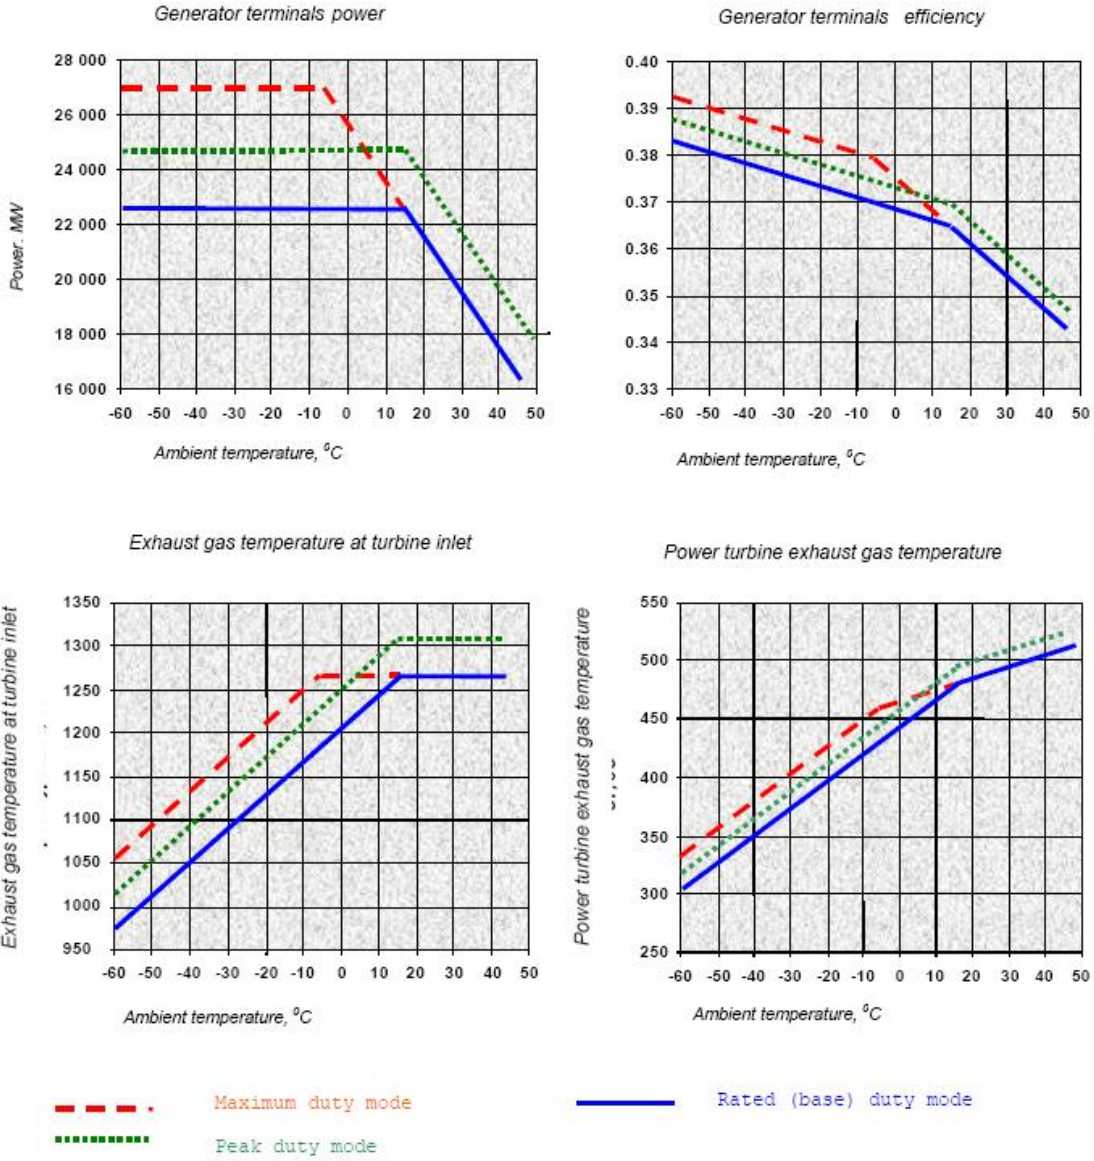 Generator terminals power
Generator terminals efficiency
28 000
26 000
24 000
22 000
20 000
18 000
16 000
Power. MW
-60 -50 -40 -30 -20 -10 0 10 20 30 40 50
Ambient temperature, ⁰C
0.40
0.39
0.38
0.37
0.36
0.35
0.34
0.33
-60 -50 -40 -30 -20 -10 0 10 20 30 40 50
Ambient temperature, ⁰C
Exhaust gas temperature at turbine inlet
Power turbine exhaust gas temperature
Exhaust gas temperature at turbine inlet
1350
1300
1250
1200
1150
1100
1050
1000
950
-60 -50 -40 -30 -20 -10 0 10 20 30 40 50
Ambient temperature, ⁰C
Power turbine exhaust gas temperature
550
500
450
400
350
300
250
-60 -50 -40 -30 -20 -10 0 10 20 30 40 50
Ambient temperature, ⁰C
Maximum duty mode
Rated (base) duty mode
Peak duty mode